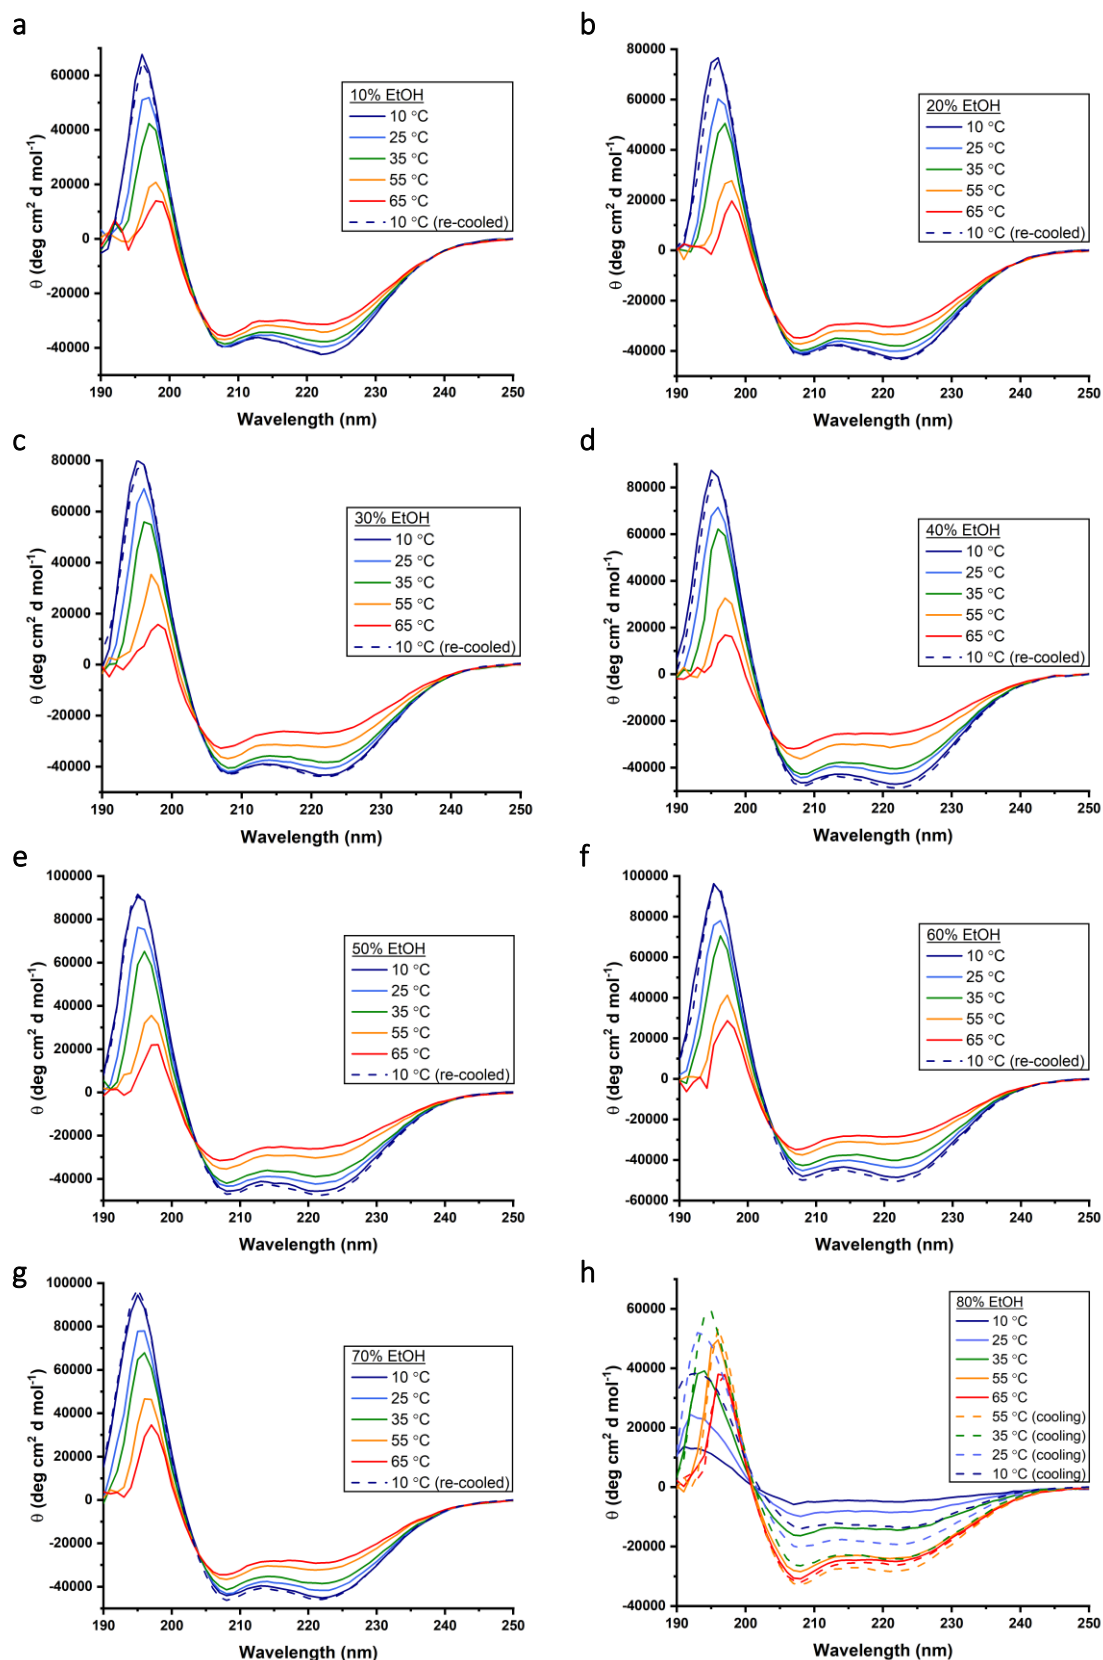 a
60000
40000
20000
0
-20000
-40000
190
200
210
220
230
240
250
θ (deg cm² d mol⁻¹)
Wavelength (nm)
10% EtOH
10 °C
25 °C
35 °C
55 °C
65 °C
10 °C (re-cooled)
b
80000
60000
40000
20000
0
-20000
-40000
190
200
210
220
230
240
250
θ (deg cm² d mol⁻¹)
Wavelength (nm)
20% EtOH
10 °C
25 °C
35 °C
55 °C
65 °C
10 °C (re-cooled)
c
80000
60000
40000
20000
0
-20000
-40000
190
200
210
220
230
240
250
θ (deg cm² d mol⁻¹)
Wavelength (nm)
30% EtOH
10 °C
25 °C
35 °C
55 °C
65 °C
10 °C (re-cooled)
d
80000
60000
40000
20000
0
-20000
-40000
190
200
210
220
230
240
250
θ (deg cm² d mol⁻¹)
Wavelength (nm)
40% EtOH
10 °C
25 °C
35 °C
55 °C
65 °C
10 °C (re-cooled)
e
100000
80000
60000
40000
20000
0
-20000
-40000
190
200
210
220
230
240
250
θ (deg cm² d mol⁻¹)
Wavelength (nm)
50% EtOH
10 °C
25 °C
35 °C
55 °C
65 °C
10 °C (re-cooled)
f
100000
80000
60000
40000
20000
0
-20000
-40000
-60000
190
200
210
220
230
240
250
θ (deg cm² d mol⁻¹)
Wavelength (nm)
60% EtOH
10 °C
25 °C
35 °C
55 °C
65 °C
10 °C (re-cooled)
g
100000
80000
60000
40000
20000
0
-20000
-40000
190
200
210
220
230
240
250
θ (deg cm² d mol⁻¹)
Wavelength (nm)
70% EtOH
10 °C
25 °C
35 °C
55 °C
65 °C
10 °C (re-cooled)
h
60000
40000
20000
0
-20000
-40000
190
200
210
220
230
240
250
θ (deg cm² d mol⁻¹)
Wavelength (nm)
80% EtOH
10 °C
25 °C
35 °C
55 °C
65 °C
55 °C (cooling)
35 °C (cooling)
25 °C (cooling)
10 °C (cooling)